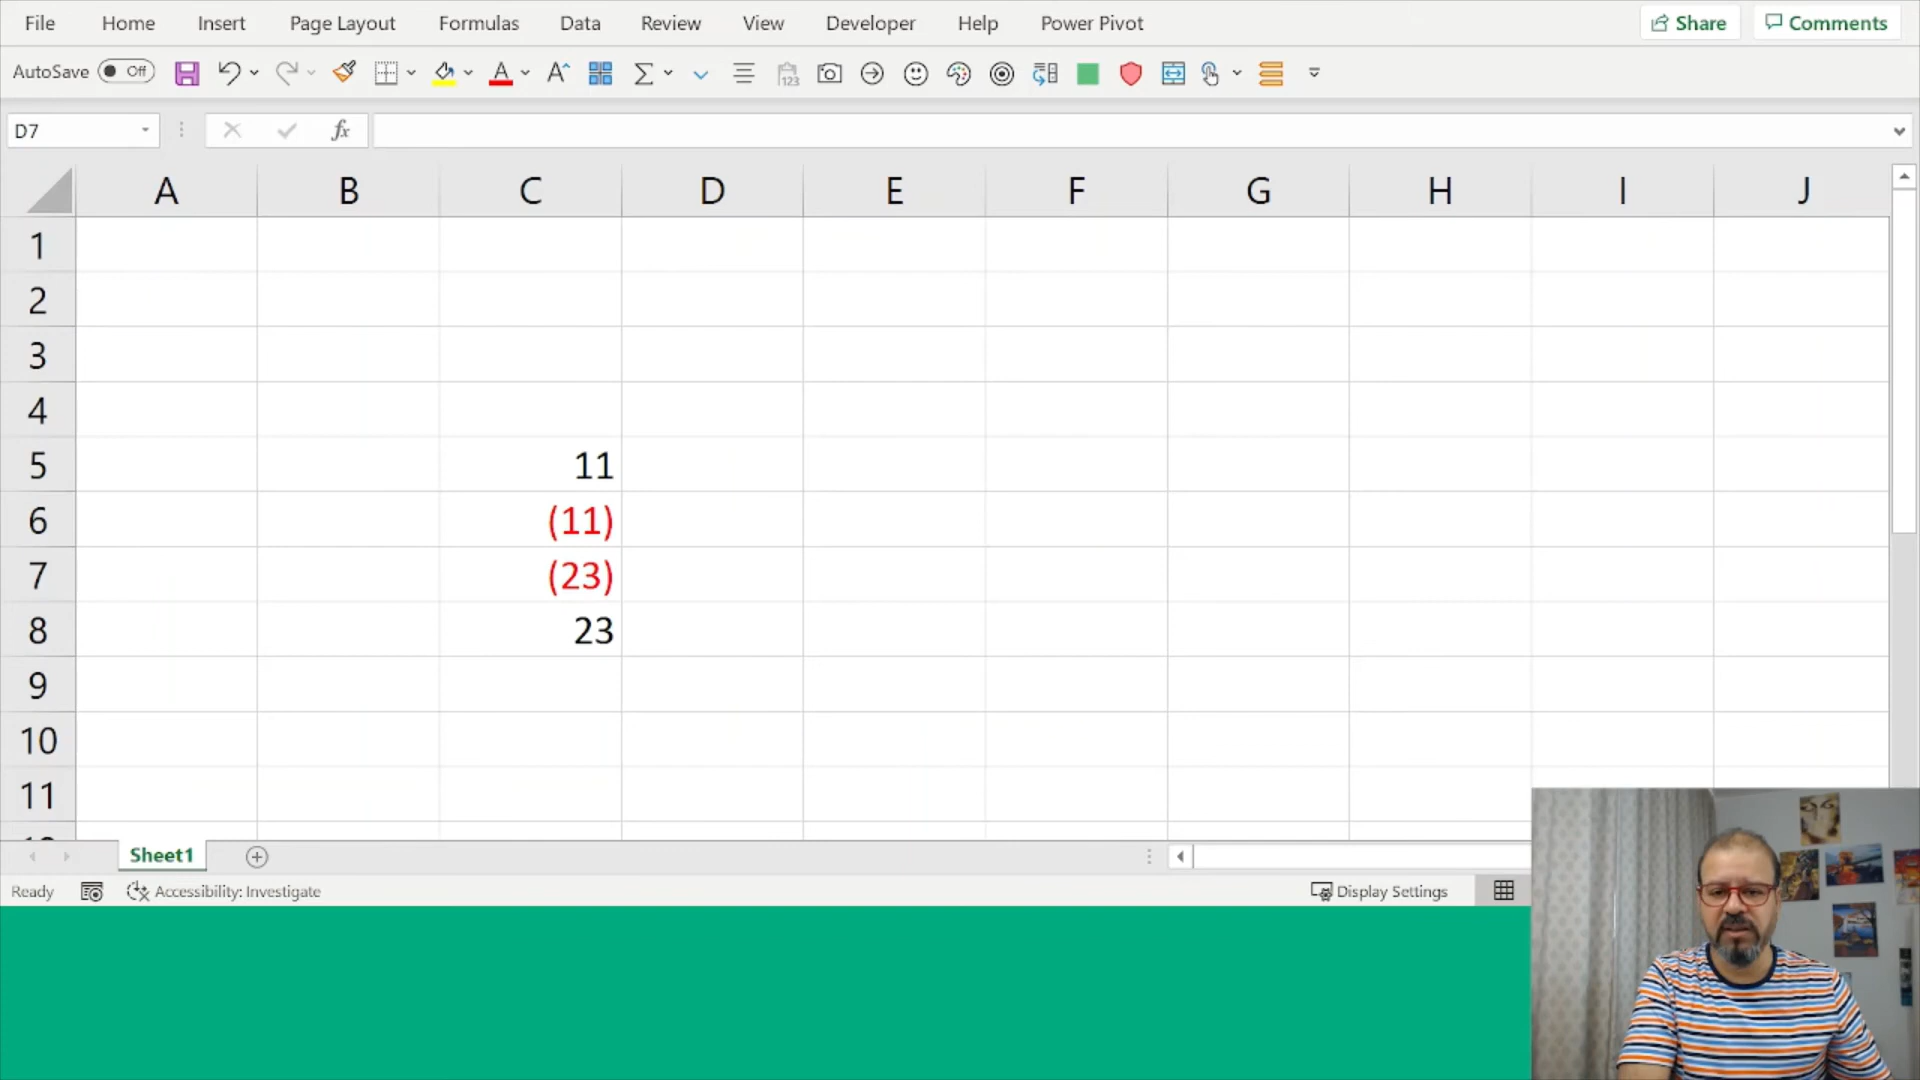 File Home Insert Page Layout Formulas Data Review View Developer Help Power Pivot Share Comments
AutoSave Off A A 123
D7 fx
A B C D E F G H I J
1
2
3
4
5 11
6 (11)
7 (23)
8 23
9
10
11
Sheet1
Ready Accessibility: Investigate Display Settings